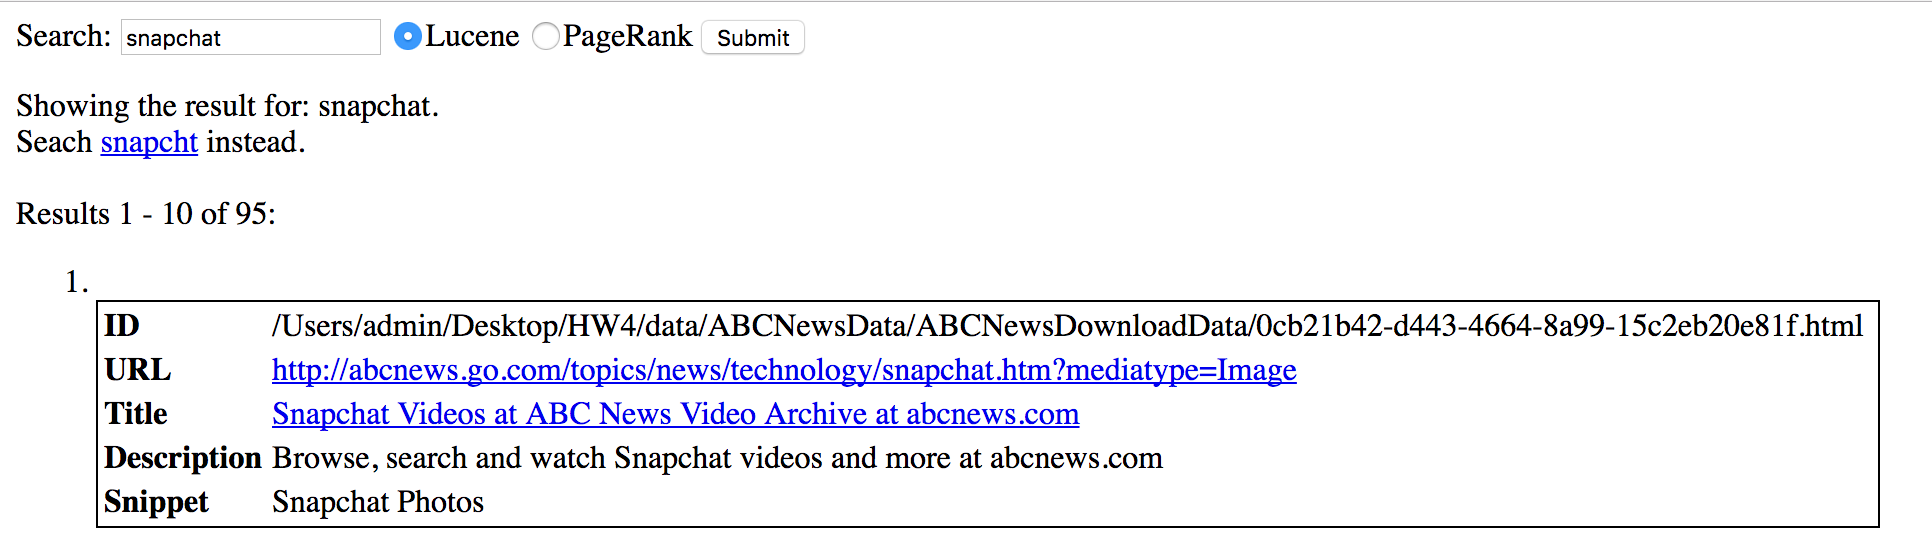 Search: snapchat Lucene PageRank Submit
Showing the result for: snapchat.
Seach snapcht instead.
Results 1 - 10 of 95:
1.
ID /Users/admin/Desktop/HW4/data/ABCNewsData/ABCNewsDownloadData/0cb21b42-d443-4664-8a99-15c2eb20e81f.html
URL http://abcnews.go.com/topics/news/technology/snapchat.htm?mediatype=Image
Title Snapchat Videos at ABC News Video Archive at abcnews.com
Description Browse, search and watch Snapchat videos and more at abcnews.com
Snippet Snapchat Photos